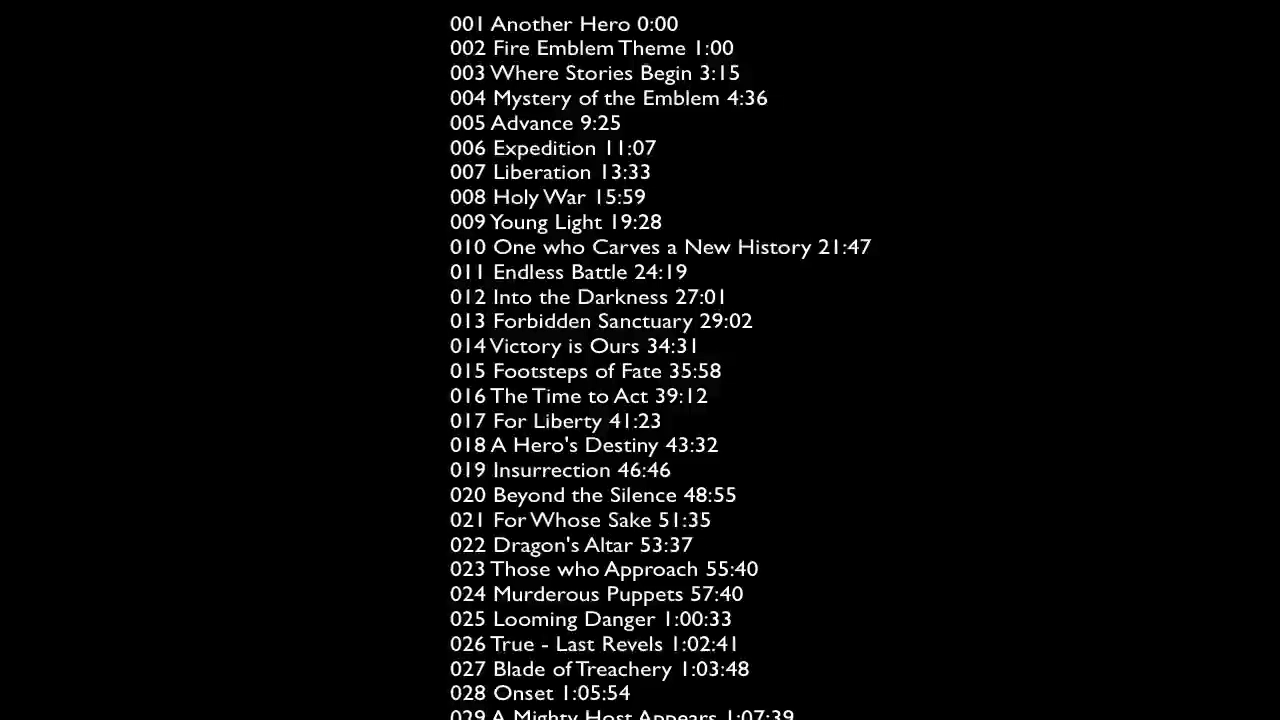 001 Another Hero 0:00
002 Fire Emblem Theme 1:00
003 Where Stories Begin 3:15
004 Mystery of the Emblem 4:36
005 Advance 9:25
006 Expedition 11:07
007 Liberation 13:33
008 Holy War 15:59
009 Young Light 19:28
010 One who Carves a New History 21:47
011 Endless Battle 24:19
012 Into the Darkness 27:01
013 Forbidden Sanctuary 29:02
014 Victory is Ours 34:31
015 Footsteps of Fate 35:58
016 The Time to Act 39:12
017 For Liberty 41:23
018 A Hero's Destiny 43:32
019 Insurrection 46:46
020 Beyond the Silence 48:55
021 For Whose Sake 51:35
022 Dragon's Altar 53:37
023 Those who Approach 55:40
024 Murderous Puppets 57:40
025 Looming Danger 1:00:33
026 True - Last Revels 1:02:41
027 Blade of Treachery 1:03:48
028 Onset 1:05:54
029 A Mighty Host Appears 1:07:39